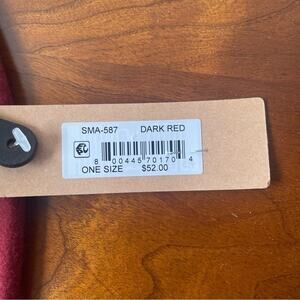 SMA-587 DARK RED
8 00445 70170 4
ONE SIZE $52.00